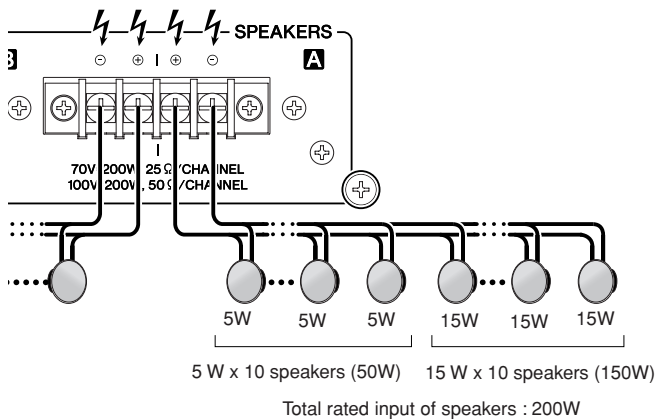 SPEAKERS
B A
⊖ ⊕ ⊕ ⊖
70V 200W, 25 Ω/CHANNEL
100V 200W, 50 Ω/CHANNEL
5W 5W 5W 15W 15W 15W
5 W x 10 speakers (50W) 15 W x 10 speakers (150W)
Total rated input of speakers : 200W